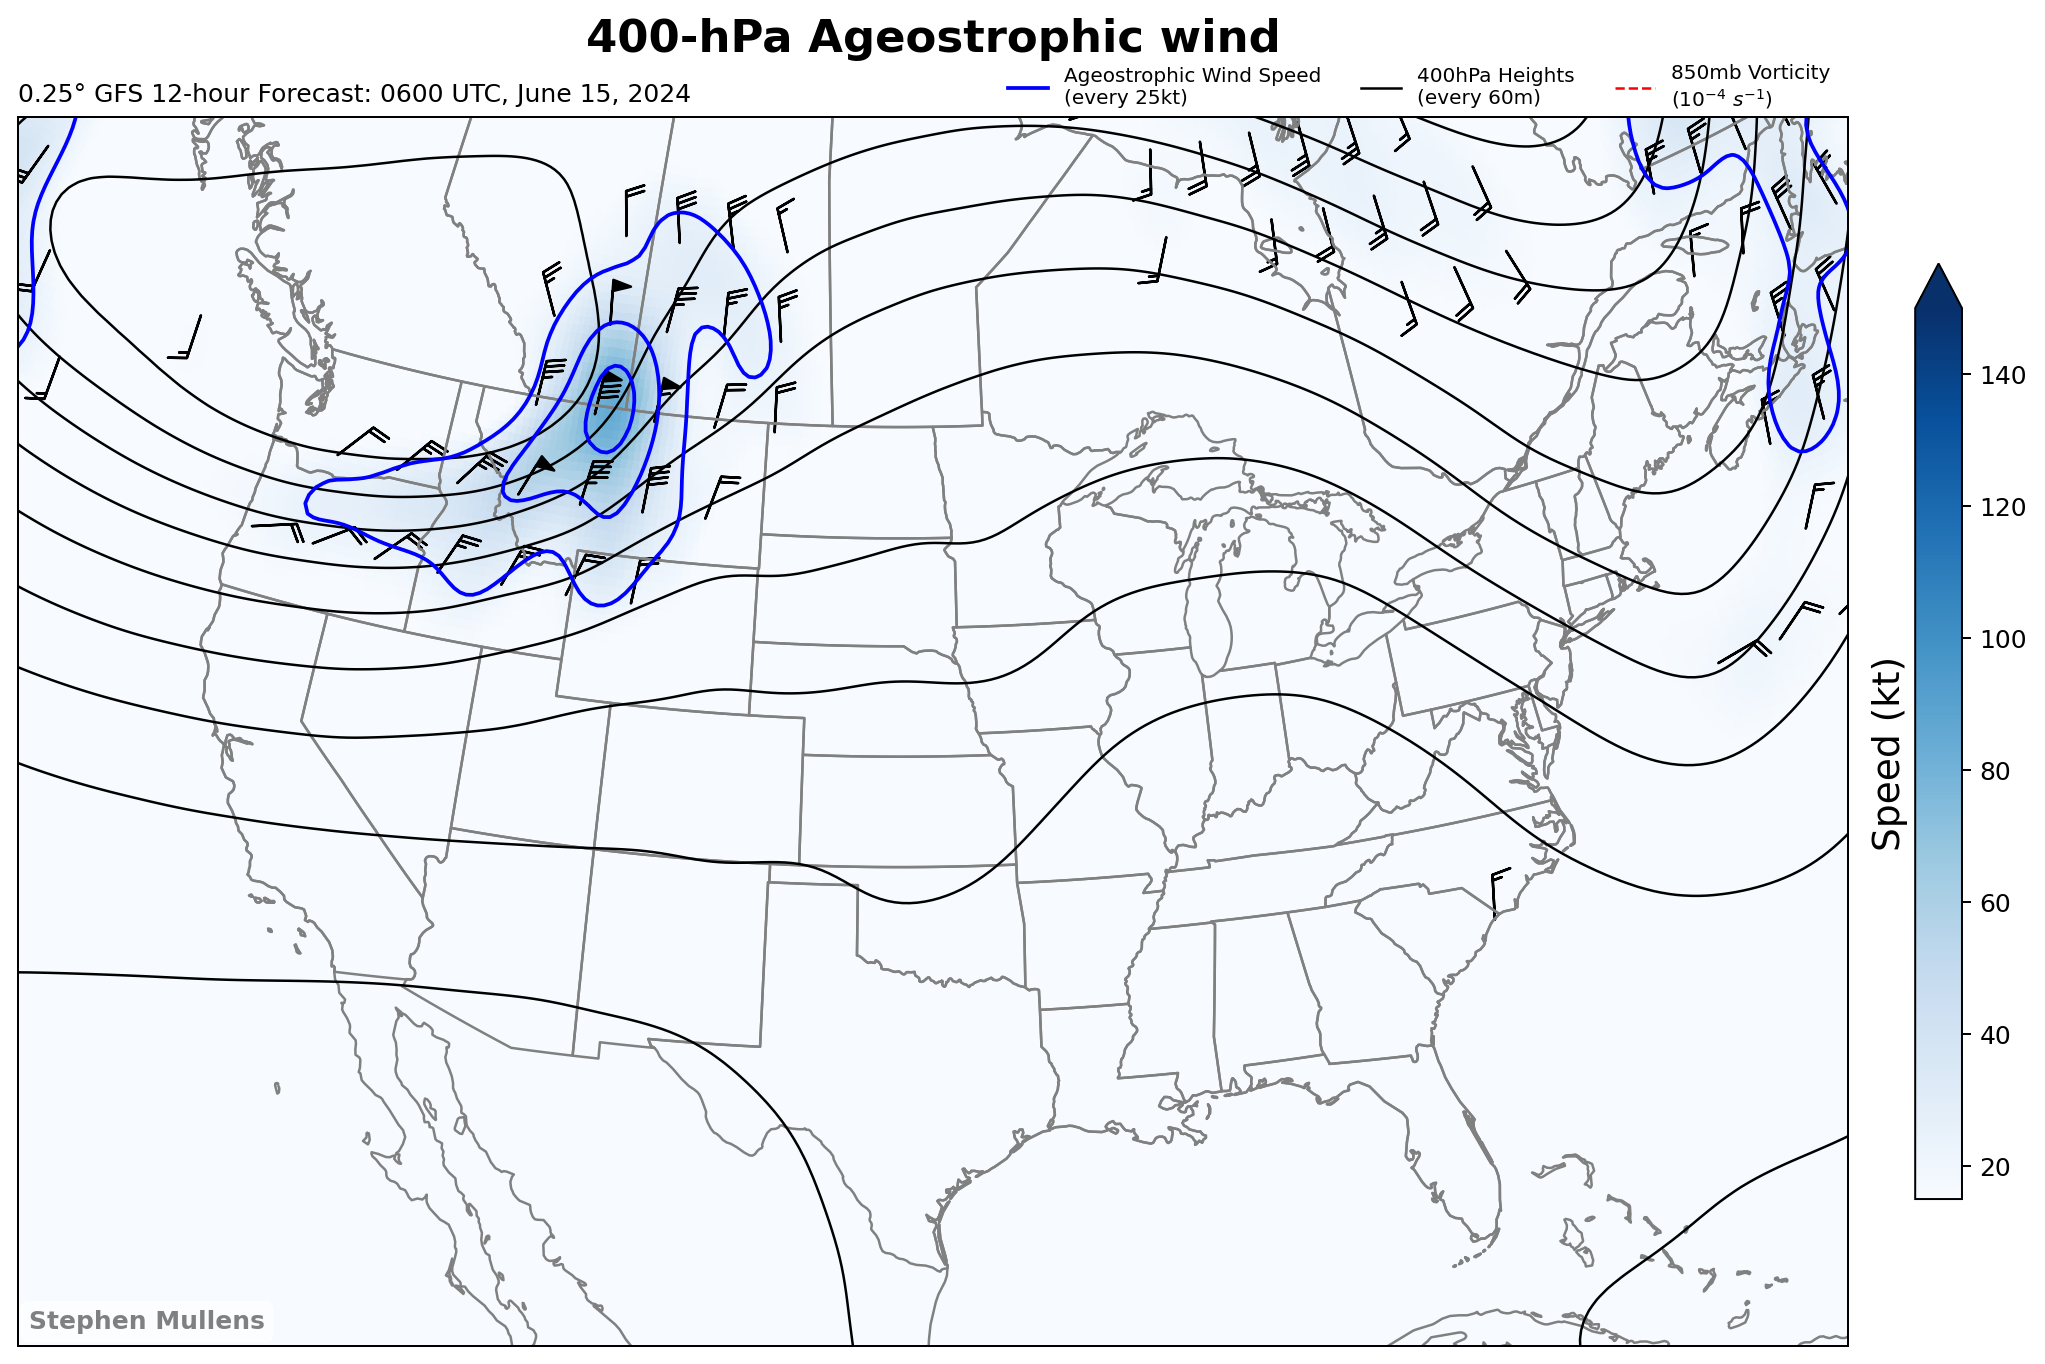 400-hPa Ageostrophic wind
0.25° GFS 12-hour Forecast: 0600 UTC, June 15, 2024
Ageostrophic Wind Speed
(every 25kt)
400hPa Heights
(every 60m)
850mb Vorticity
(10⁻⁴ s⁻¹)
140
120
100
80
60
40
20
Speed (kt)
Stephen Mullens